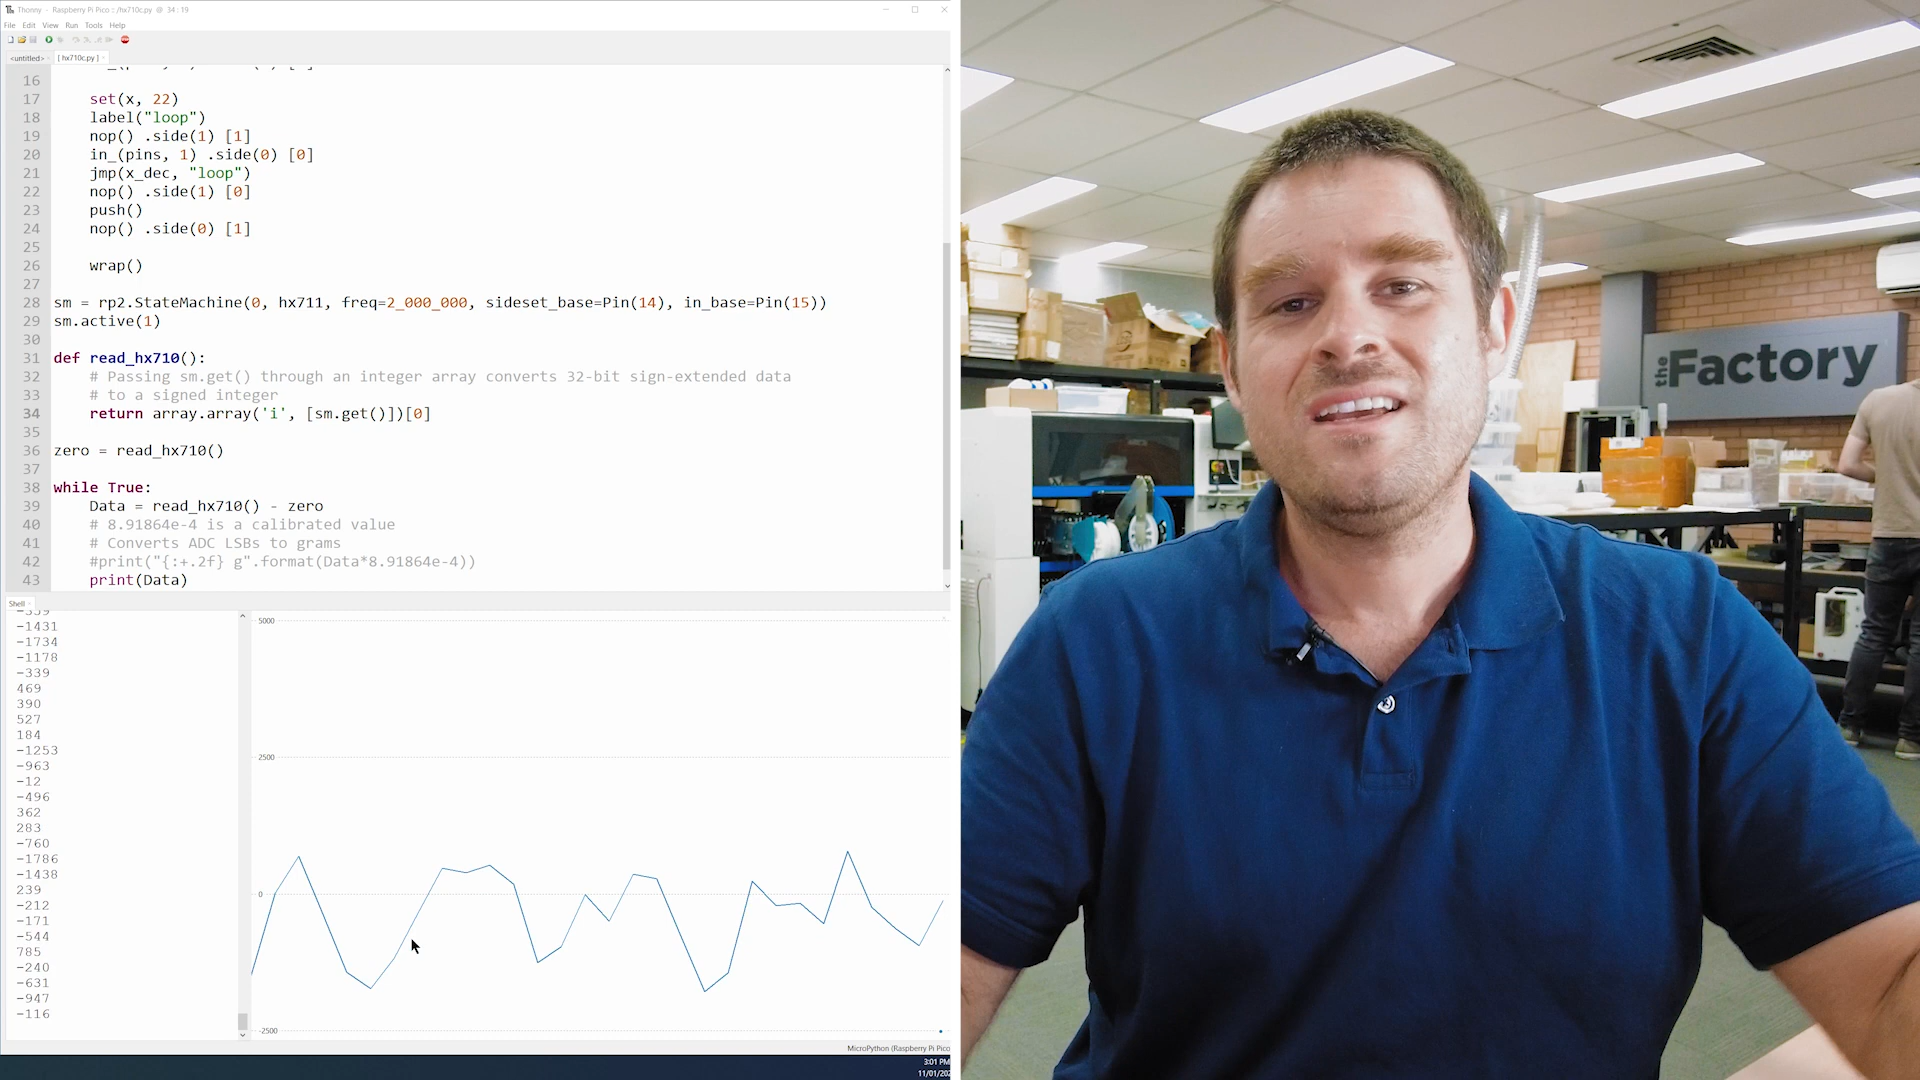 Thonny - Raspberry Pi Pico :: /hx710c.py @ 34 : 19
File Edit View Run Tools Help
<untitled> [ hx710c.py ]
16
17 set(x, 22)
18 label("loop")
19 nop() .side(1) [1]
20 in_(pins, 1) .side(0) [0]
21 jmp(x_dec, "loop")
22 nop() .side(1) [0]
23 push()
24 nop() .side(0) [1]
25
26 wrap()
27
28 sm = rp2.StateMachine(0, hx711, freq=2_000_000, sideset_base=Pin(14), in_base=Pin(15))
29 sm.active(1)
30
31 def read_hx710():
32 # Passing sm.get() through an integer array converts 32-bit sign-extended data
33 # to a signed integer
34 return array.array('i', [sm.get()])[0]
35
36 zero = read_hx710()
37
38 while True:
39 Data = read_hx710() - zero
40 # 8.91864e-4 is a calibrated value
41 # Converts ADC LSBs to grams
42 #print("{:+.2f} g".format(Data*8.91864e-4))
43 print(Data)
Shell
-339
-1431
-1734
-1178
-339
469
390
527
184
-1253
-963
-12
-496
362
283
-760
-1786
-1438
239
-212
-171
-544
785
-240
-631
-947
-116
5000
2500
0
-2500
MicroPython (Raspberry Pi Pico
3:01 PM
11/01/202
the Factory